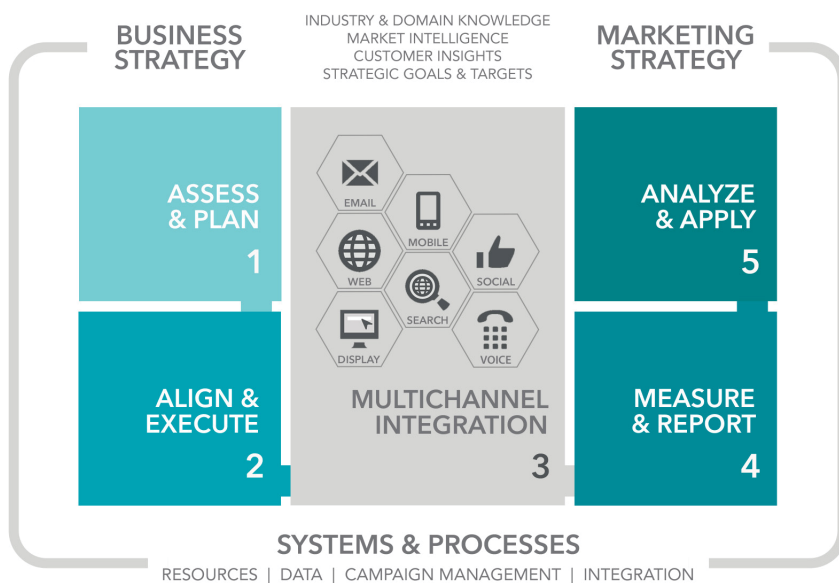 BUSINESS
STRATEGY
INDUSTRY & DOMAIN KNOWLEDGE
MARKET INTELLIGENCE
CUSTOMER INSIGHTS
STRATEGIC GOALS & TARGETS
MARKETING
STRATEGY
ASSESS
& PLAN
1
ALIGN &
EXECUTE
2
EMAIL
MOBILE
WEB
SOCIAL
SEARCH
DISPLAY
VOICE
MULTICHANNEL
INTEGRATION
3
MEASURE
& REPORT
4
ANALYZE
& APPLY
5
SYSTEMS & PROCESSES
RESOURCES | DATA | CAMPAIGN MANAGEMENT | INTEGRATION